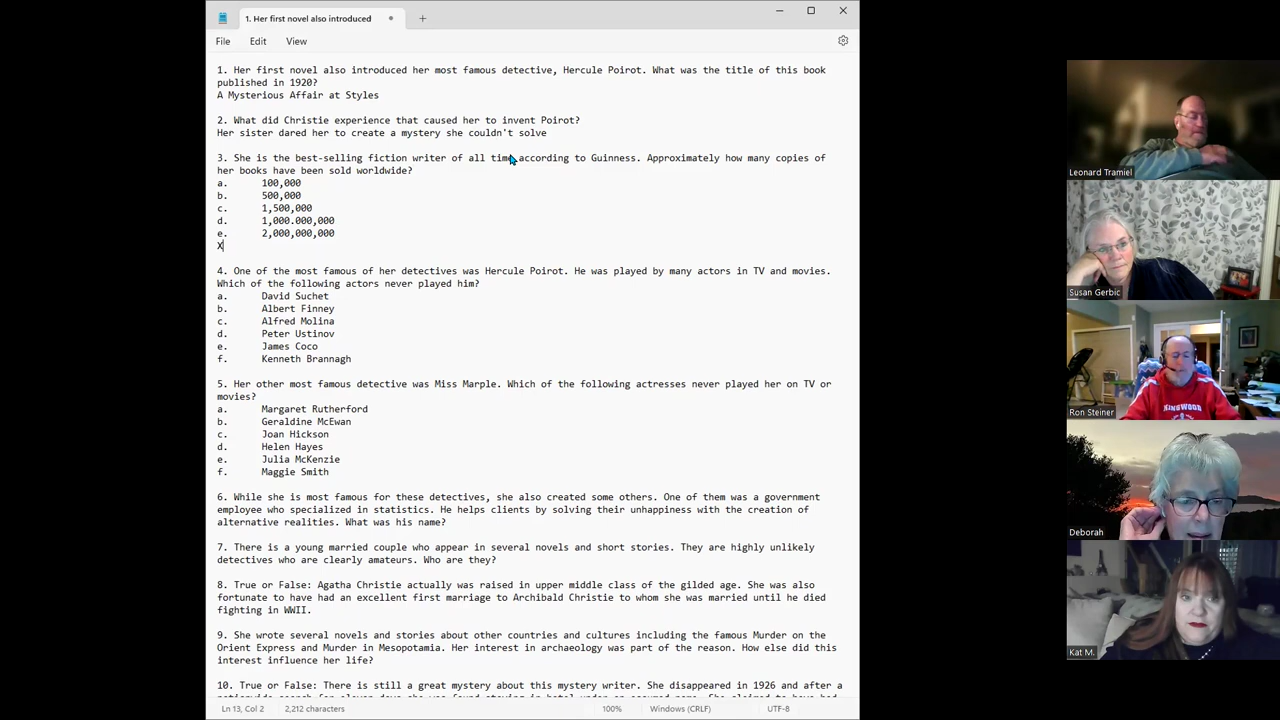 1. Her first novel also introduced
File Edit View
1. Her first novel also introduced her most famous detective, Hercule Poirot. What was the title of this book
published in 1920?
A Mysterious Affair at Styles
2. What did Christie experience that caused her to invent Poirot?
Her sister dared her to create a mystery she couldn't solve
3. She is the best-selling fiction writer of all time according to Guinness. Approximately how many copies of
her books have been sold worldwide?
a. 100,000
b. 500,000
c. 1,500,000
d. 1,000.000,000
e. 2,000,000,000
X
4. One of the most famous of her detectives was Hercule Poirot. He was played by many actors in TV and movies.
Which of the following actors never played him?
a. David Suchet
b. Albert Finney
c. Alfred Molina
d. Peter Ustinov
e. James Coco
f. Kenneth Brannagh
5. Her other most famous detective was Miss Marple. Which of the following actresses never played her on TV or
movies?
a. Margaret Rutherford
b. Geraldine McEwan
c. Joan Hickson
d. Helen Hayes
e. Julia McKenzie
f. Maggie Smith
6. While she is most famous for these detectives, she also created some others. One of them was a government
employee who specialized in statistics. He helps clients by solving their unhappiness with the creation of
alternative realities. What was his name?
7. There is a young married couple who appear in several novels and short stories. They are highly unlikely
detectives who are clearly amateurs. Who are they?
8. True or False: Agatha Christie actually was raised in upper middle class of the gilded age. She was also
fortunate to have had an excellent first marriage to Archibald Christie to whom she was married until he died
fighting in WWII.
9. She wrote several novels and stories about other countries and cultures including the famous Murder on the
Orient Express and Murder in Mesopotamia. Her interest in archaeology was part of the reason. How else did this
interest influence her life?
10. True or False: There is still a great mystery about this mystery writer. She disappeared in 1926 and after a
Ln 13, Col 2 2,212 characters 100% Windows (CRLF) UTF-8
Leonard Tramiel
Susan Gerbic
KINGWOOD
Ron Steiner
Deborah
Kat M.